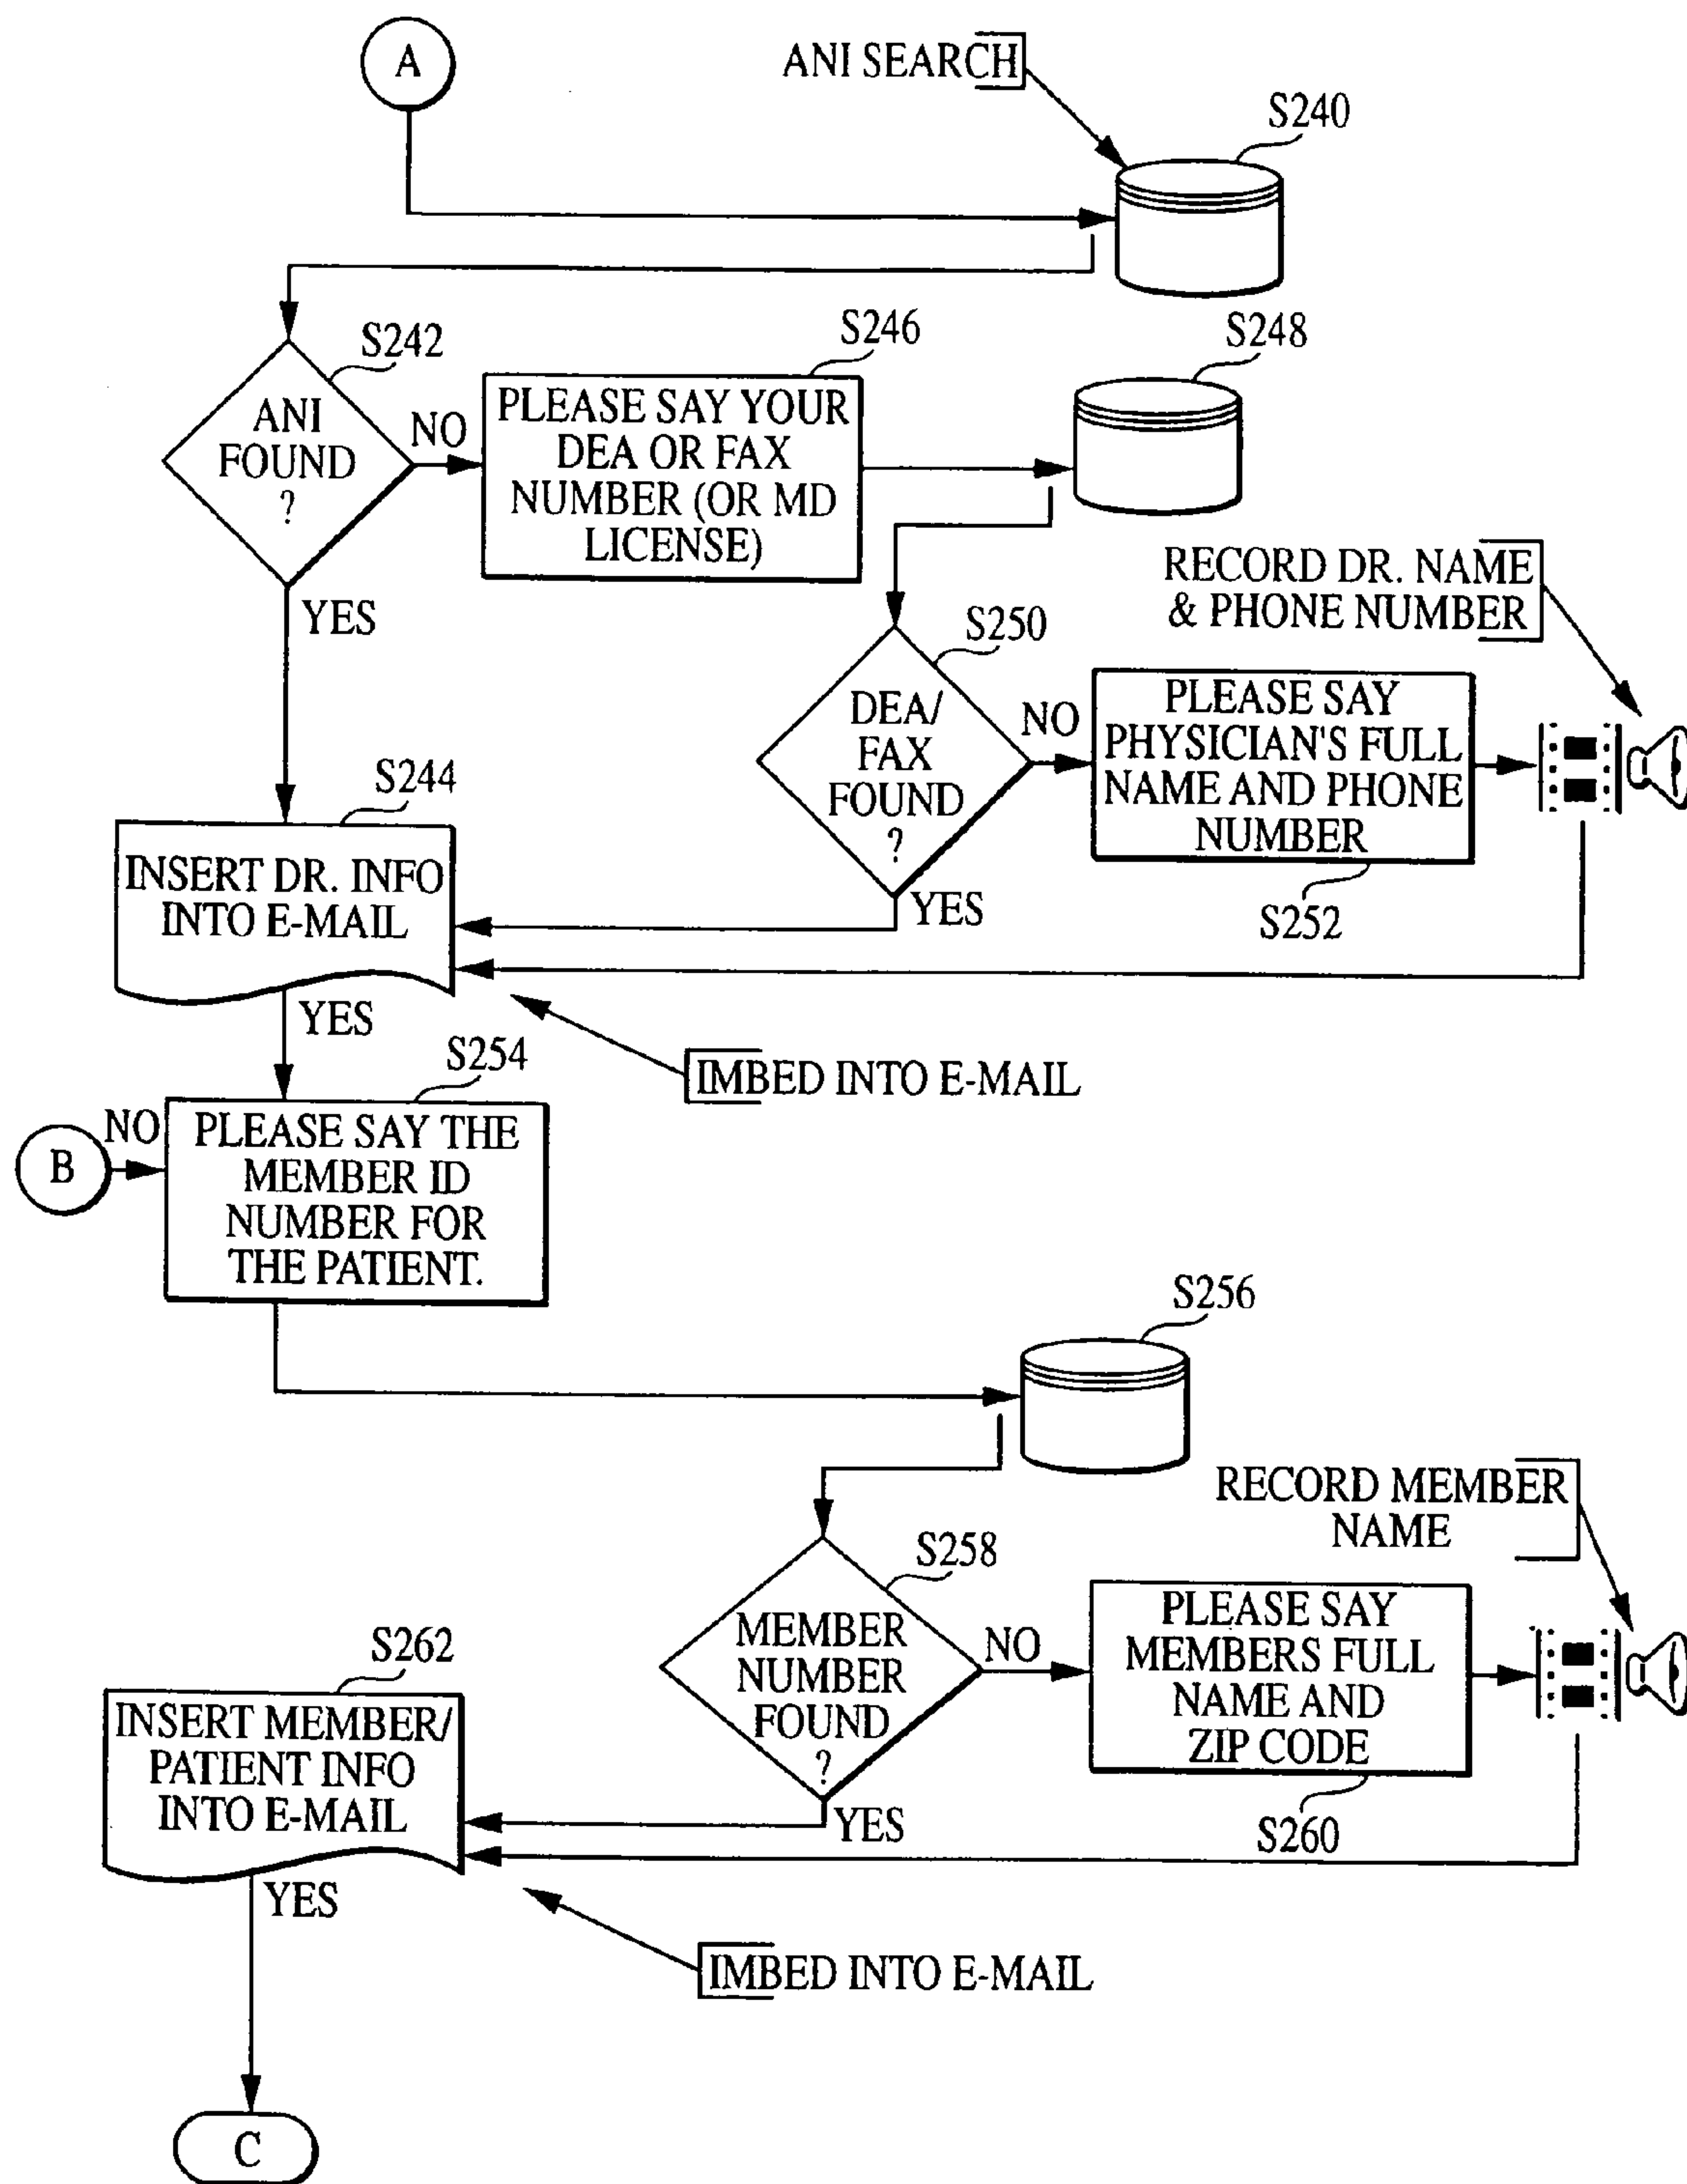 A
ANI SEARCH
S240
S242
S246
S248
ANI
FOUND
?
NO
PLEASE SAY YOUR
DEA OR FAX
NUMBER (OR MD
LICENSE)
YES
RECORD DR. NAME
& PHONE NUMBER
S250
DEA/
FAX
FOUND
?
NO
PLEASE SAY
PHYSICIAN'S FULL
NAME AND PHONE
NUMBER
S252
YES
S244
INSERT DR. INFO
INTO E-MAIL
YES
IMBED INTO E-MAIL
S254
B
NO
PLEASE SAY THE
MEMBER ID
NUMBER FOR
THE PATIENT.
S256
RECORD MEMBER
NAME
S258
MEMBER
NUMBER
FOUND
?
NO
PLEASE SAY
MEMBERS FULL
NAME AND
ZIP CODE
S260
YES
S262
INSERT MEMBER/
PATIENT INFO
INTO E-MAIL
YES
IMBED INTO E-MAIL
C